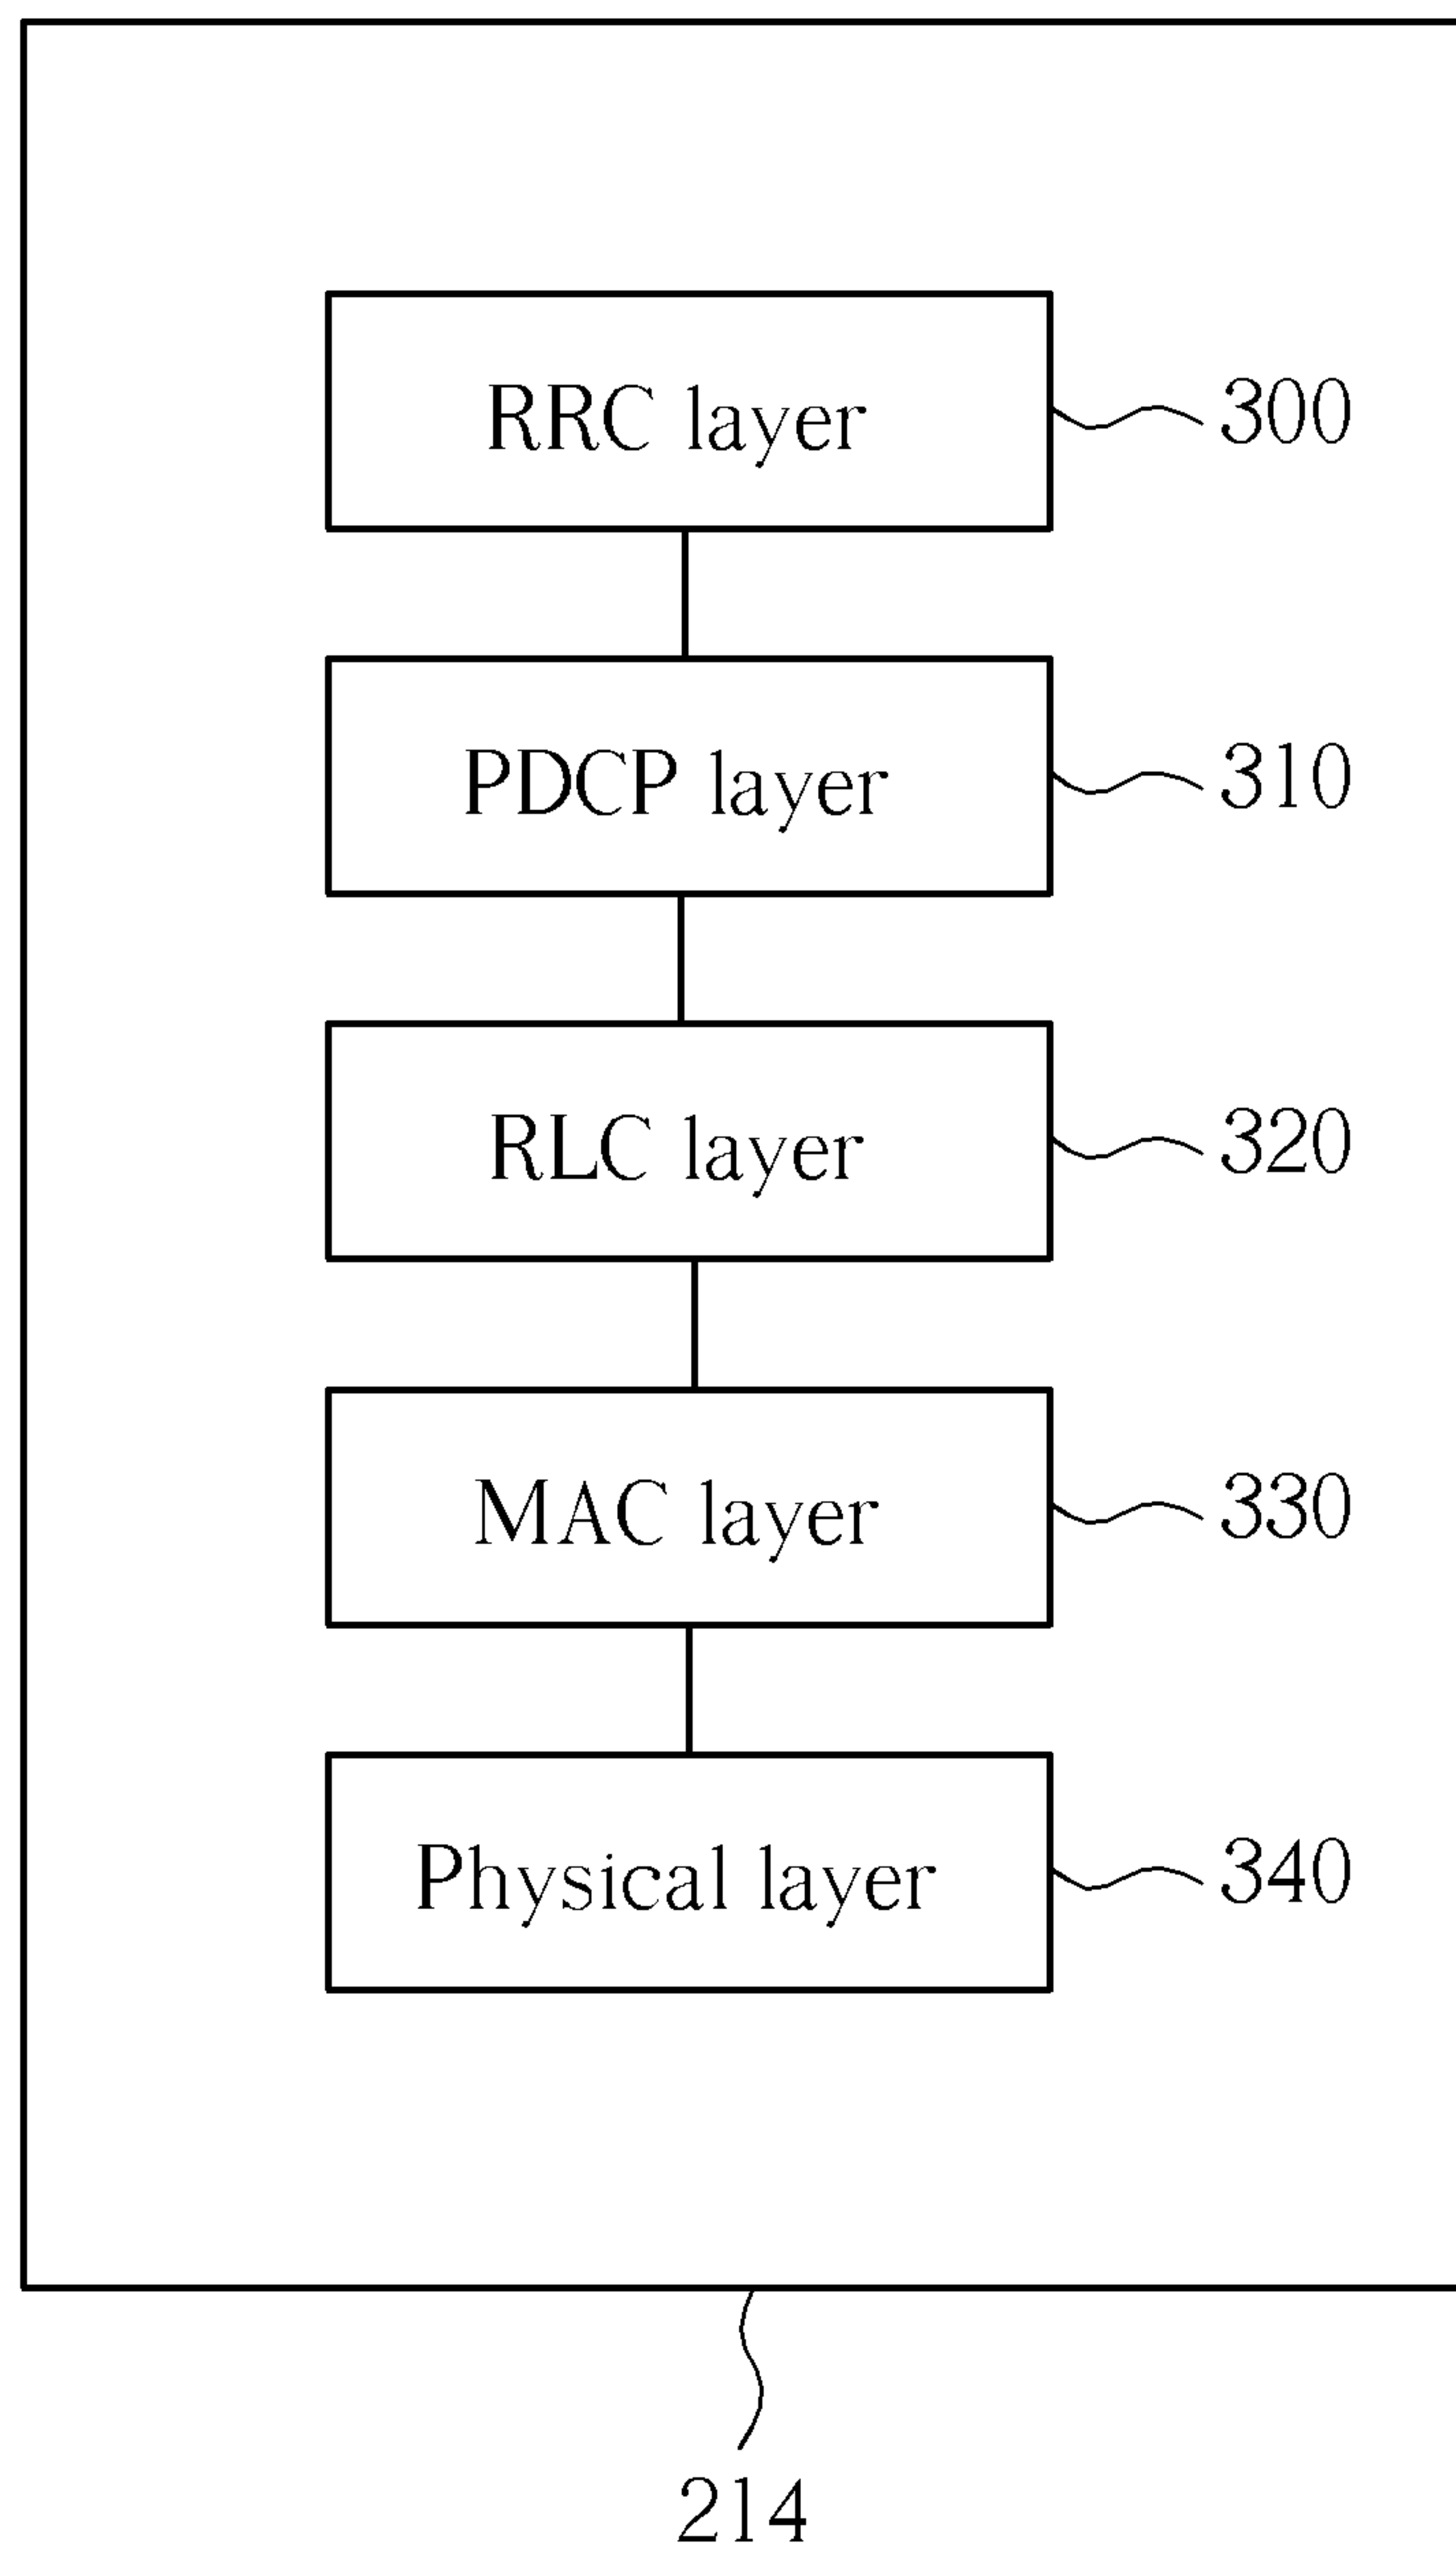 RRC layer 300
PDCP layer 310
RLC layer 320
MAC layer 330
Physical layer 340
214